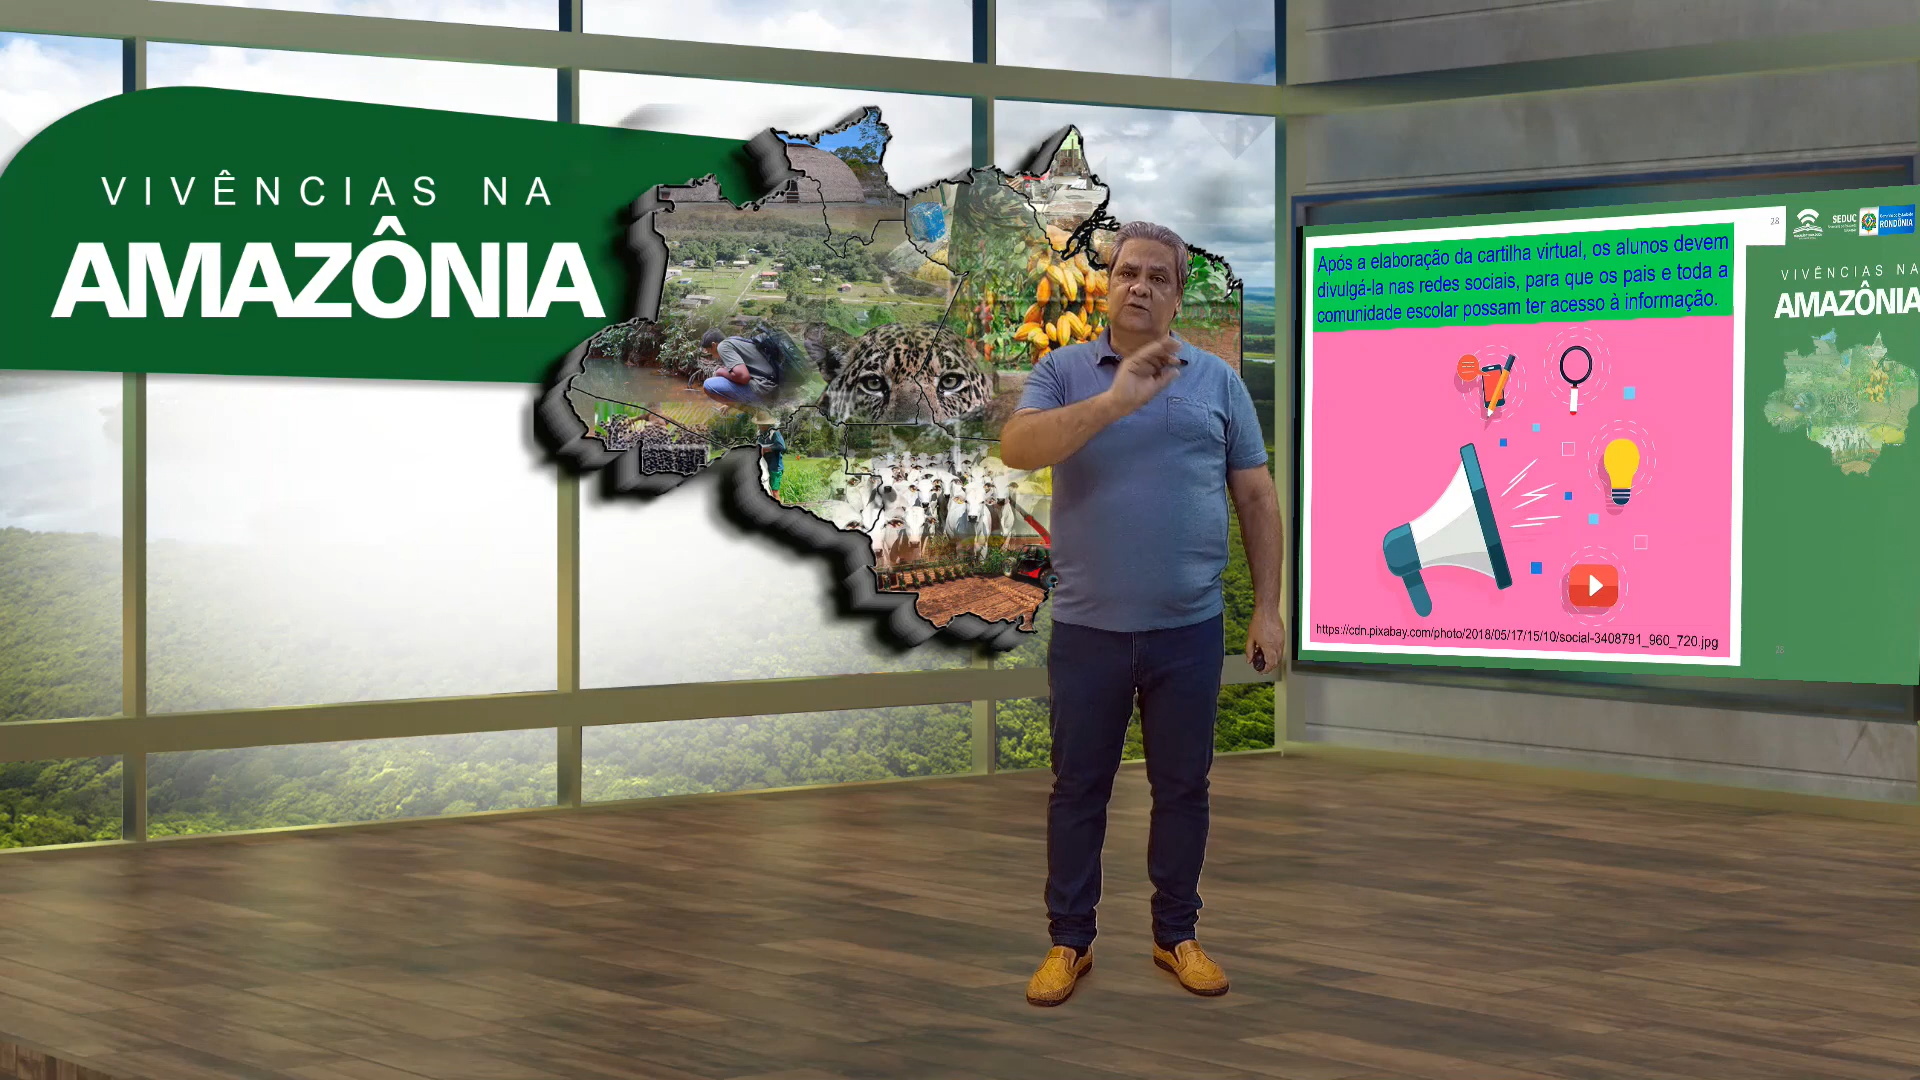 VIVÊNCIAS NA
AMAZÔNIA
Após a elaboração da cartilha virtual, os alunos devem
divulgá-la nas redes sociais, para que os pais e toda a
comunidade escolar possam ter acesso à informação.
https://cdn.pixabay.com/photo/2018/05/17/15/10/social-3408791_960_720.jpg
28
SEDUC
RONDÔNIA
VIVÊNCIAS NA
AMAZÔNIA
28